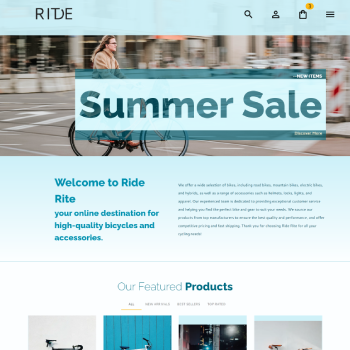 RIDE
1
NEW ITEMS
Summer Sale
Discover More
Welcome to Ride
Rite
your online destination for
high-quality bicycles and
accessories.
We offer a wide selection of bikes, including road bikes, mountain bikes, electric bikes,
and hybrids, as well as a range of accessories such as helmets, locks, lights, and
apparel. Our experienced team is dedicated to providing exceptional customer service
and helping you find the perfect bike and gear to suit your needs. We source our
products from top manufacturers to ensure the best quality and performance, and offer
competitive pricing and fast shipping. Thank you for choosing Ride Rite for all your
cycling needs!
Our Featured Products
ALL NEW ARRIVALS BEST SELLERS TOP RATED